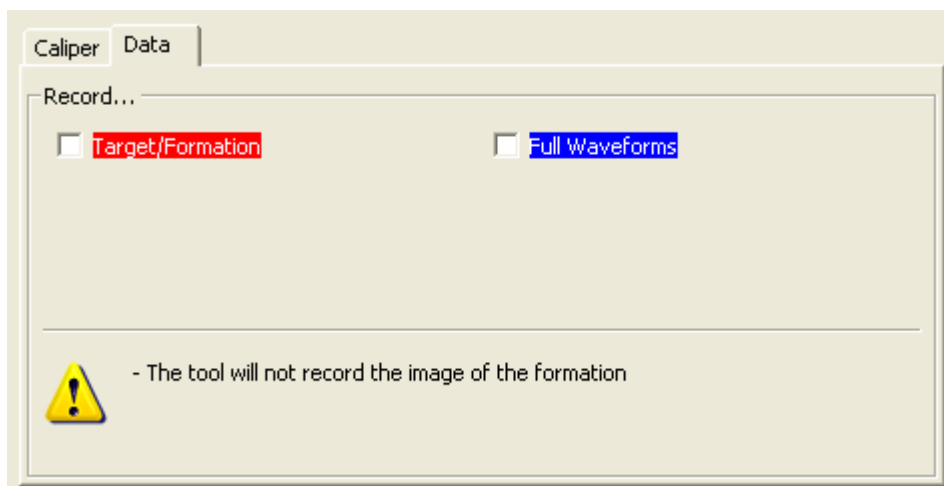 Caliper Data
Record...
Target/Formation Full Waveforms
- The tool will not record the image of the formation